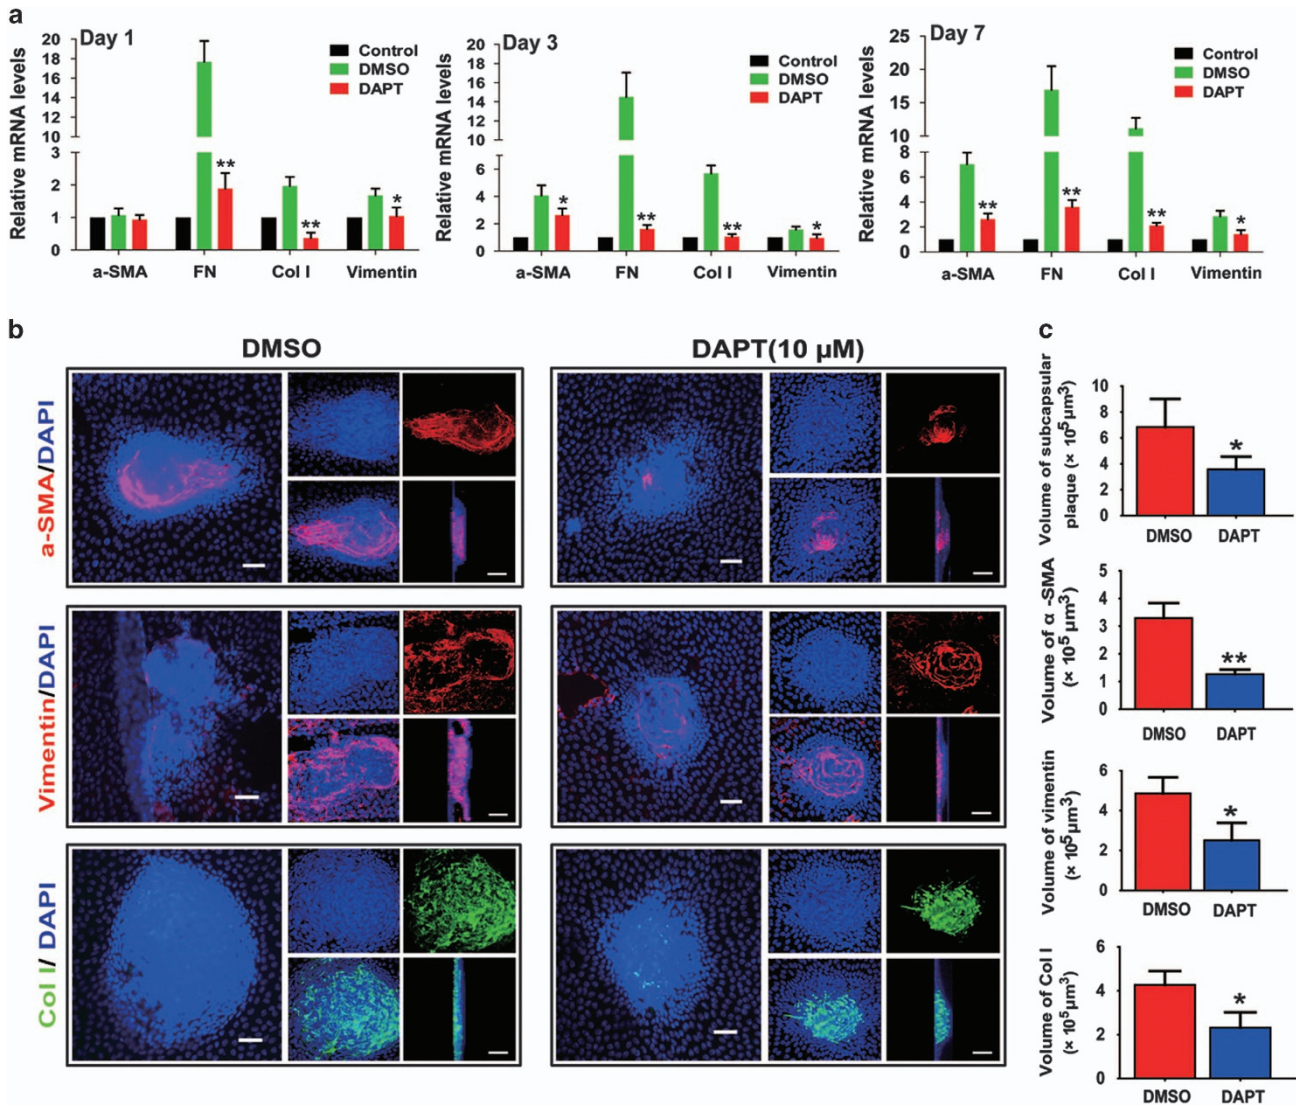 a
Day 1
Control
DMSO
DAPT
Relative mRNA levels
20
18
16
14
12
10
3
2
1
0
a-SMA FN Col I Vimentin
** ** *
Day 3
Control
DMSO
DAPT
Relative mRNA levels
20
18
16
14
12
10
6
4
2
0
a-SMA FN Col I Vimentin
* ** ** *
Day 7
Control
DMSO
DAPT
Relative mRNA levels
25
20
15
10
8
6
4
2
0
a-SMA FN Col I Vimentin
** ** ** *
b
DMSO DAPT(10 µM)
a-SMA/DAPI
Vimentin/DAPI
Col I/ DAPI
c
Volume of subcapsular
plaque (× 10⁵µm³)
10
8
6
4
2
0
*
DMSO DAPT
Volume of α -SMA
(× 10⁵ µm³)
5
4
3
2
1
0
**
DMSO DAPT
Volume of vimentin
(× 10⁵µm³)
6
4
2
0
*
DMSO DAPT
Volume of Col I
(× 10⁵µm³)
6
4
2
0
*
DMSO DAPT